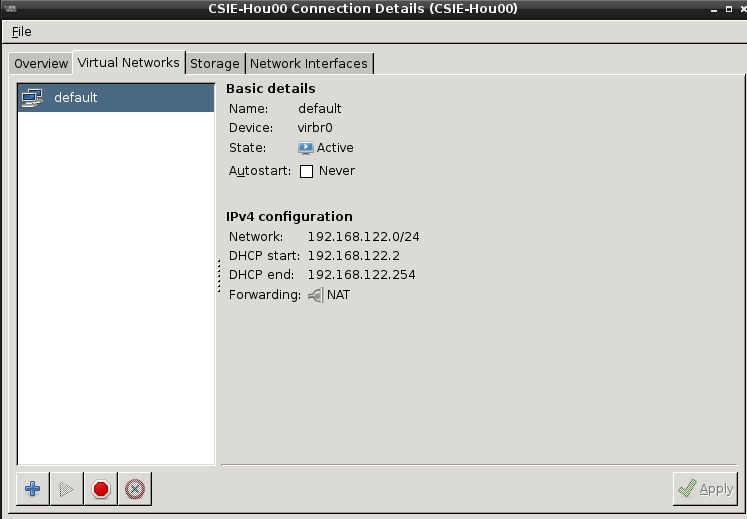 CSIE-Hou00 Connection Details (CSIE-Hou00)
File
Overview Virtual Networks Storage Network Interfaces
default
Basic details
Name: default
Device: virbr0
State: Active
Autostart: Never
IPv4 configuration
Network: 192.168.122.0/24
DHCP start: 192.168.122.2
DHCP end: 192.168.122.254
Forwarding: NAT
Apply